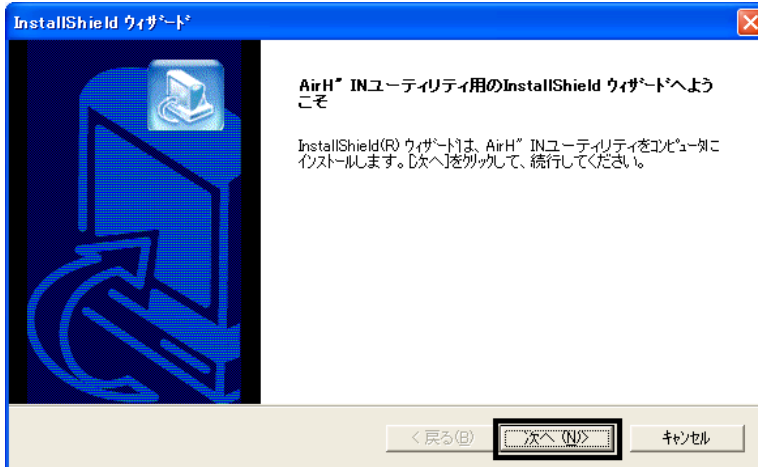 InstallShield ウィザード
AirH" INユーティリティ用のInstallShield ウィザードへよう
こそ
InstallShield(R) ウィザードは、AirH" INユーティリティをコンピュータに
インストールします。[次へ]をクリックして、続行してください。
< 戻る(B)
次へ (N)>
キャンセル